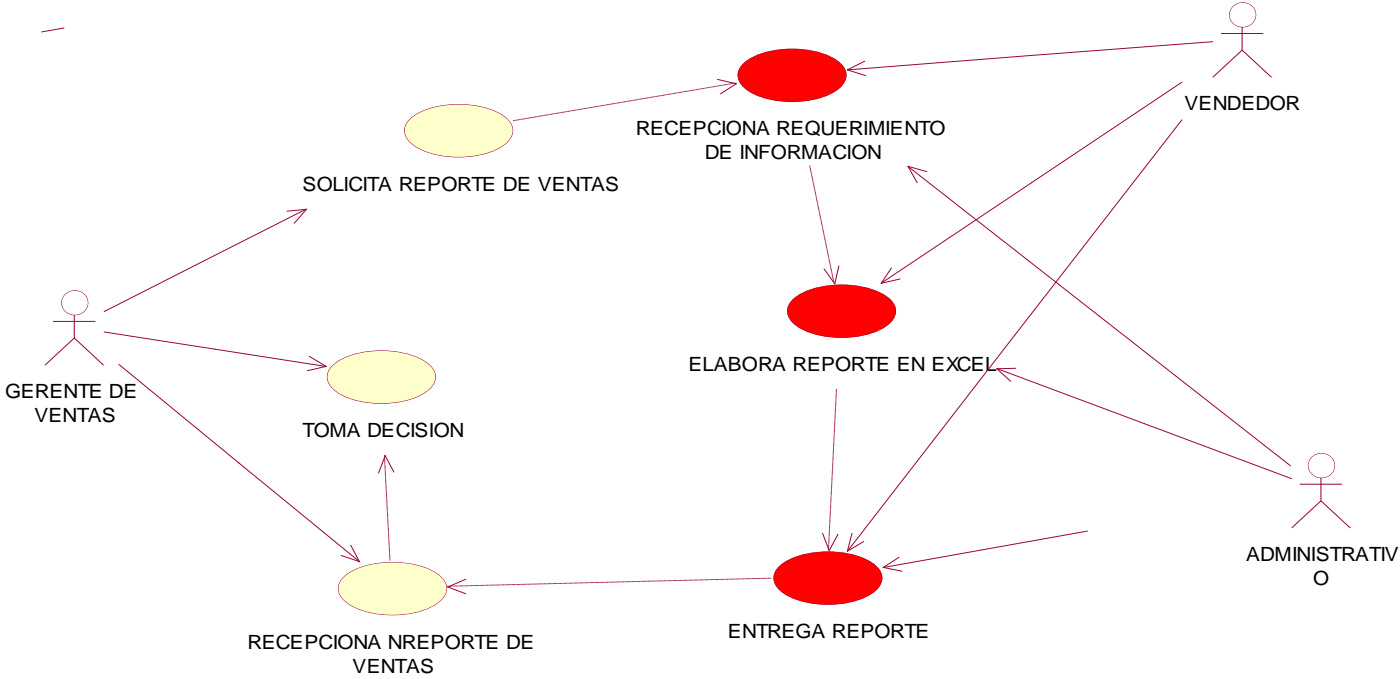 VENDEDOR
RECEPCIONA REQUERIMIENTO
DE INFORMACION
SOLICITA REPORTE DE VENTAS
ELABORA REPORTE EN EXCEL
GERENTE DE
VENTAS
TOMA DECISION
ADMINISTRATIV
O
ENTREGA REPORTE
RECEPCIONA NREPORTE DE
VENTAS